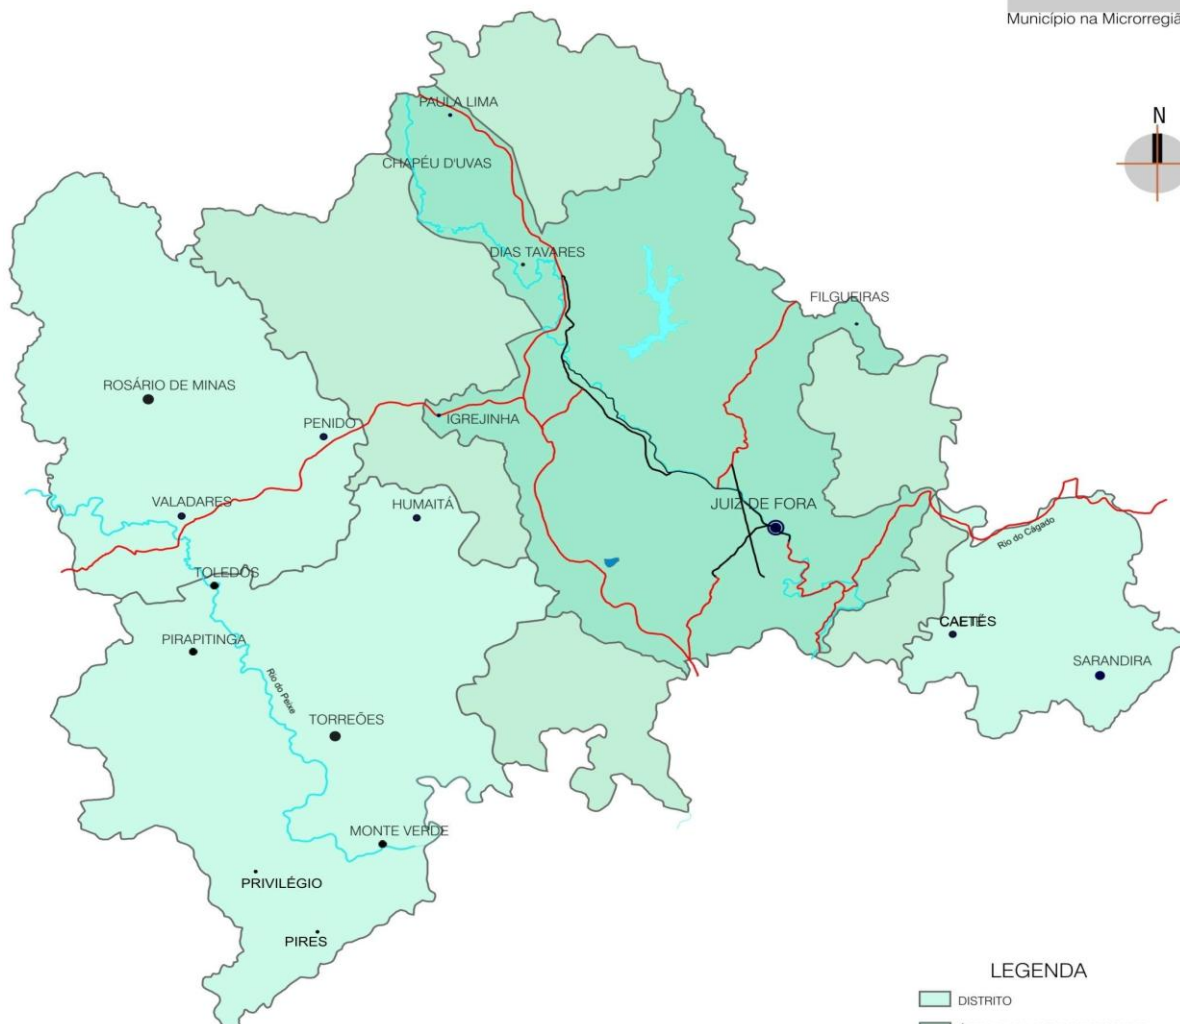 Município na Microrregiã
N
PAULA LIMA
CHAPÉU D'UVAS
DIAS TAVARES
FILGUEIRAS
ROSÁRIO DE MINAS
IGREJINHA
PENIDO
VALADARES
HUMAITÁ
JUIZ DE FORA
Rio do Cágado
TOLEDOS
PIRAPITINGA
CAETÉS
SARANDIRA
Rio do Peixe
TORREÕES
MONTE VERDE
PRIVILÉGIO
PIRES
LEGENDA
DISTRITO